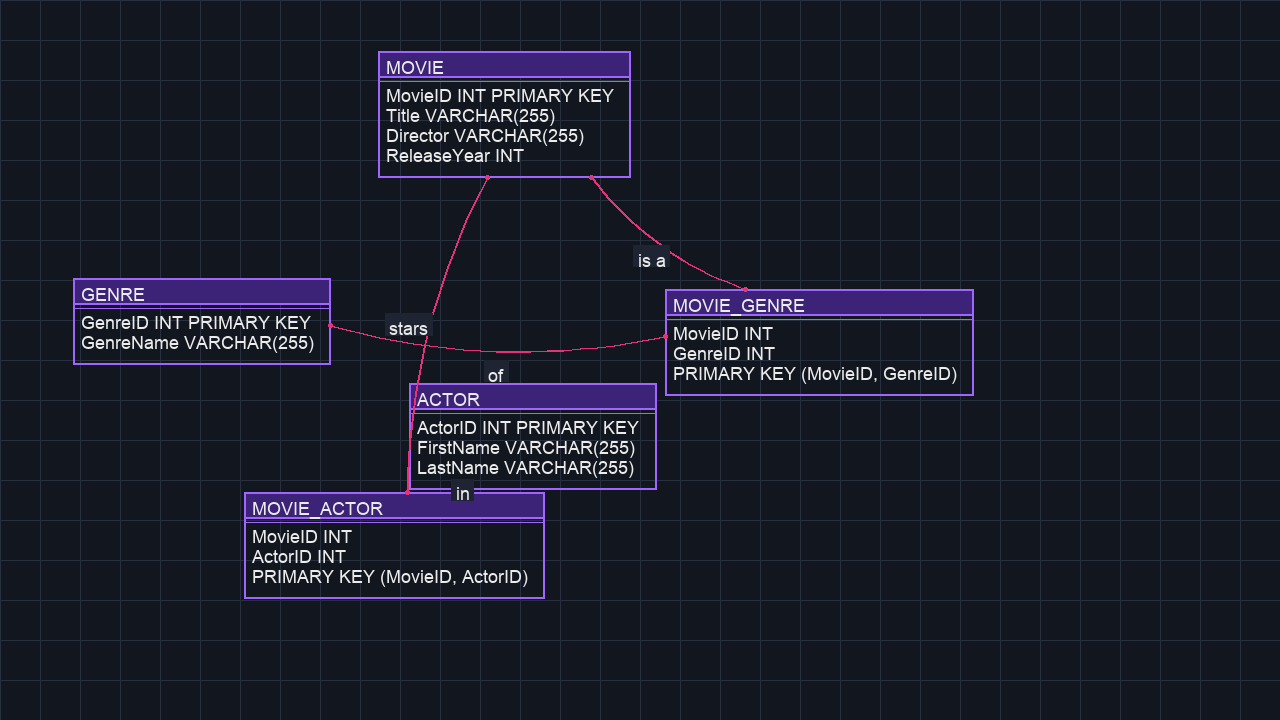 MOVIE
MovieID INT PRIMARY KEY
Title VARCHAR(255)
Director VARCHAR(255)
ReleaseYear INT
is a
GENRE
GenreID INT PRIMARY KEY
GenreName VARCHAR(255)
stars
MOVIE_GENRE
MovieID INT
GenreID INT
PRIMARY KEY (MovieID, GenreID)
of
ACTOR
ActorID INT PRIMARY KEY
FirstName VARCHAR(255)
LastName VARCHAR(255)
in
MOVIE_ACTOR
MovieID INT
ActorID INT
PRIMARY KEY (MovieID, ActorID)